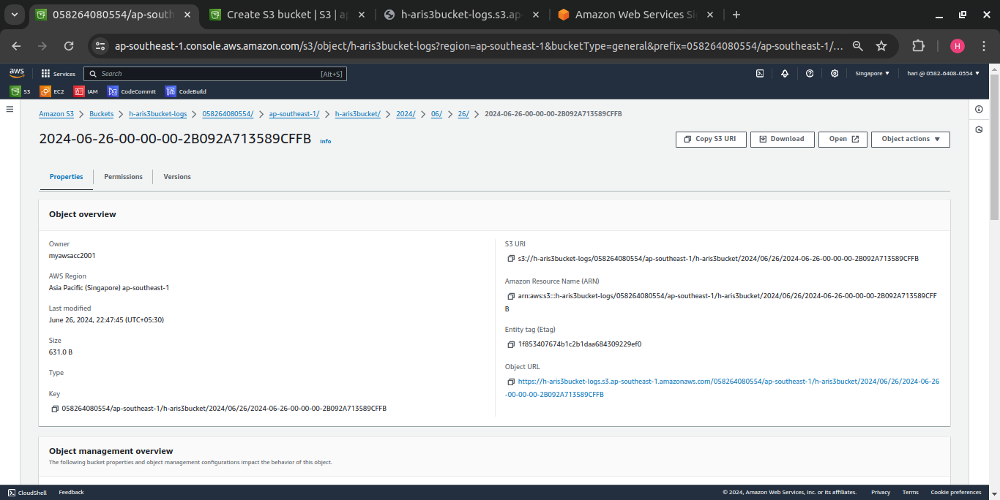 058264080554/ap-south
Create S3 bucket | S3 | ap
h-aris3bucket-logs.s3.ap-
Amazon Web Services Si
ap-southeast-1.console.aws.amazon.com/s3/object/h-aris3bucket-logs?region=ap-southeast-1&bucketType=general&prefix=058264080554/ap-southeast-1/...
H
aws
Services
Search
[Alt+S]
Singapore
hari @ 0582-6408-0554
S3
EC2
IAM
CodeCommit
CodeBuild
Amazon S3 > Buckets > h-aris3bucket-logs > 058264080554/ > ap-southeast-1/ > h-aris3bucket/ > 2024/ > 06/ > 26/ > 2024-06-26-00-00-00-2B092A713589CFFB
2024-06-26-00-00-00-2B092A713589CFFB Info
Copy S3 URI
Download
Open
Object actions
Properties
Permissions
Versions
Object overview
Owner
myawsacc2001
AWS Region
Asia Pacific (Singapore) ap-southeast-1
Last modified
June 26, 2024, 22:47:45 (UTC+05:30)
Size
631.0 B
Type
Key
058264080554/ap-southeast-1/h-aris3bucket/2024/06/26/2024-06-26-00-00-00-2B092A713589CFFB
S3 URI
s3://h-aris3bucket-logs/058264080554/ap-southeast-1/h-aris3bucket/2024/06/26/2024-06-26-00-00-00-2B092A713589CFFB
Amazon Resource Name (ARN)
arn:aws:s3:::h-aris3bucket-logs/058264080554/ap-southeast-1/h-aris3bucket/2024/06/26/2024-06-26-00-00-00-2B092A713589CFF
B
Entity tag (Etag)
1f853407674b1c2b1daa684309229ef0
Object URL
https://h-aris3bucket-logs.s3.ap-southeast-1.amazonaws.com/058264080554/ap-southeast-1/h-aris3bucket/2024/06/26/2024-06-26
-00-00-00-2B092A713589CFFB
Object management overview
The following bucket properties and object management configurations impact the behavior of this object.
CloudShell
Feedback
© 2024, Amazon Web Services, Inc. or its affiliates.
Privacy
Terms
Cookie preferences